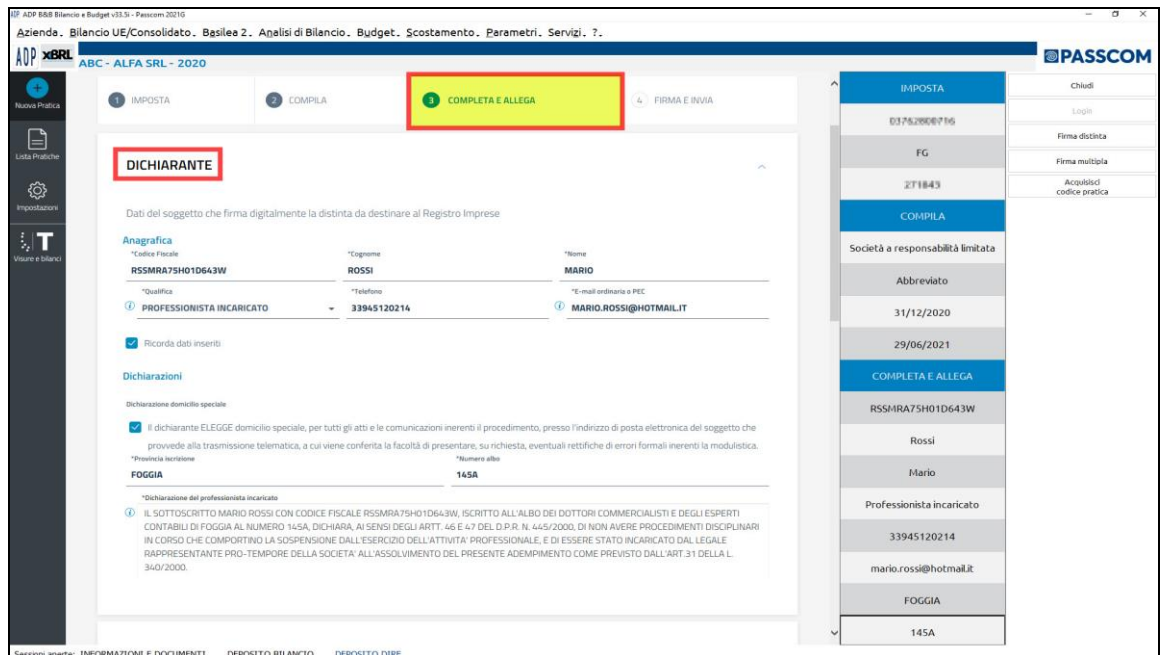 ADP B&B Bilancio e Budget v33.5i - Passcom 2021G
Azienda. Bilancio UE/Consolidato. Basilea 2. Analisi di Bilancio. Budget. Scostamento. Parametri. Servizi. ?.
ADP XBRL
ABC - ALFA SRL - 2020
PASSCOM
Nuova Pratica
Lista Pratiche
Impostazioni
Visure e bilanci
1 IMPOSTA
2 COMPILA
3 COMPLETA E ALLEGA
4 FIRMA E INVIA
DICHIARANTE
Dati del soggetto che firma digitalmente la distinta da destinare al Registro Imprese
Anagrafica
*Codice Fiscale *Cognome *Nome
RSSMRA75H01D643W ROSSI MARIO
*Qualifica *Telefono *E-mail ordinaria o PEC
PROFESSIONISTA INCARICATO 33945120214 MARIO.ROSSI@HOTMAIL.IT
Ricorda dati inseriti
Dichiarazioni
Dichiarazione domicilio speciale
Il dichiarante ELEGGE domicilio speciale, per tutti gli atti e le comunicazioni inerenti il procedimento, presso l'indirizzo di posta elettronica del soggetto che
provvede alla trasmissione telematica, a cui viene conferita la facoltà di presentare, su richiesta, eventuali rettifiche di errori formali inerenti la modulistica.
*Provincia iscrizione *Numero albo
FOGGIA 145A
*Dichiarazione del professionista incaricato
IL SOTTOSCRITTO MARIO ROSSI CON CODICE FISCALE RSSMRA75H01D643W, ISCRITTO ALL'ALBO DEI DOTTORI COMMERCIALISTI E DEGLI ESPERTI
CONTABILI DI FOGGIA AL NUMERO 145A, DICHIARA, AI SENSI DEGLI ARTT. 46 E 47 DEL D.P.R. N. 445/2000, DI NON AVERE PROCEDIMENTI DISCIPLINARI
IN CORSO CHE COMPORTINO LA SOSPENSIONE DALL'ESERCIZIO DELL'ATTIVITA' PROFESSIONALE, E DI ESSERE STATO INCARICATO DAL LEGALE
RAPPRESENTANTE PRO-TEMPORE DELLA SOCIETA' ALL'ASSOLVIMENTO DEL PRESENTE ADEMPIMENTO COME PREVISTO DALL'ART.31 DELLA L.
340/2000.
IMPOSTA
FG
COMPILA
Società a responsabilità limitata
Abbreviato
31/12/2020
29/06/2021
COMPLETA E ALLEGA
RSSMRA75H01D643W
Rossi
Mario
Professionista incaricato
33945120214
mario.rossi@hotmail.it
FOGGIA
145A
Chiudi
Login
Firma distinta
Firma multipla
Acquisisci
codice pratica
Sessioni aperte: INFORMAZIONI E DOCUMENTI DEPOSITO BILANCIO DEPOSITO DIRE